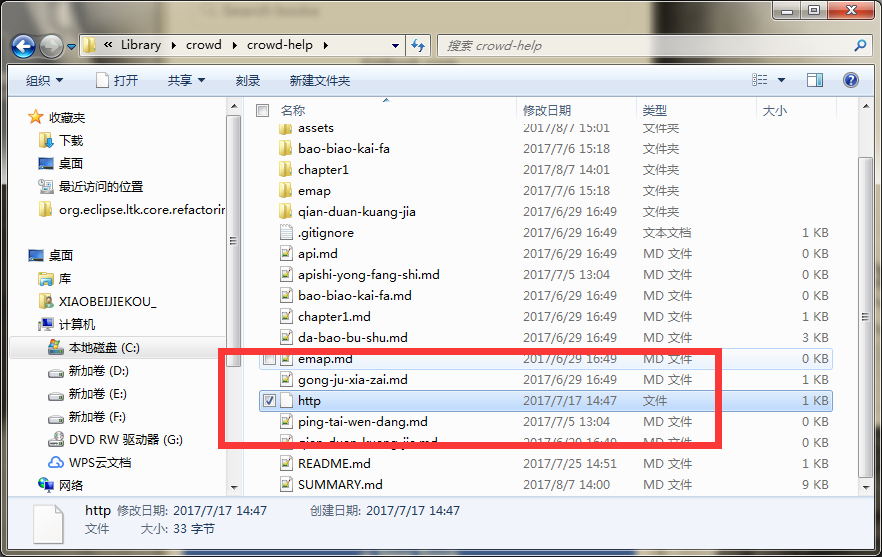 Library crowd crowd-help 搜索 crowd-help
组织 打开 共享 刻录 新建文件夹
名称 修改日期 类型 大小
收藏夹
下载
桌面
最近访问的位置
org.eclipse.ltk.core.refactorin
桌面
库
XIAOBEIJIEKOU_
计算机
本地磁盘 (C:)
新加卷 (D:)
新加卷 (E:)
新加卷 (F:)
DVD RW 驱动器 (G:)
WPS云文档
网络
assets 2017/8/7 15:01 文件夹
bao-biao-kai-fa 2017/7/6 15:18 文件夹
chapter1 2017/8/7 14:01 文件夹
emap 2017/7/6 15:18 文件夹
qian-duan-kuang-jia 2017/6/29 16:49 文件夹
.gitignore 2017/6/29 16:49 文本文档 1 KB
api.md 2017/6/29 16:49 MD 文件 0 KB
apishi-yong-fang-shi.md 2017/7/5 13:04 MD 文件 0 KB
bao-biao-kai-fa.md 2017/6/29 16:49 MD 文件 0 KB
chapter1.md 2017/6/29 16:49 MD 文件 1 KB
da-bao-bu-shu.md 2017/6/29 16:49 MD 文件 3 KB
emap.md 2017/6/29 16:49 MD 文件 0 KB
gong-ju-xia-zai.md 2017/6/29 16:49 MD 文件 1 KB
http 2017/7/17 14:47 文件 1 KB
ping-tai-wen-dang.md 2017/7/5 13:04 MD 文件 0 KB
qian-duan-kuang-jia.md 2017/6/29 16:49 MD 文件 0 KB
README.md 2017/7/25 14:51 MD 文件 1 KB
SUMMARY.md 2017/8/7 14:00 MD 文件 9 KB
http 修改日期: 2017/7/17 14:47 创建日期: 2017/7/17 14:47
文件 大小: 33 字节